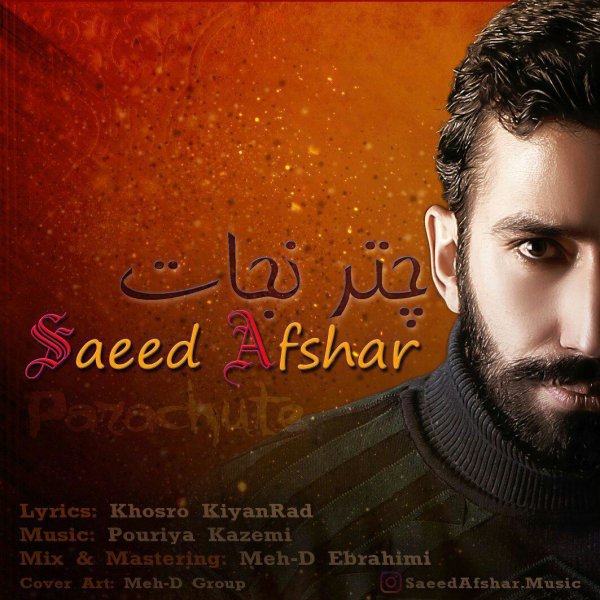 چتر نجات
Saeed Afshar
Parachute
Lyrics: Khosro KiyanRad
Music: Pouriya Kazemi
Mix & Mastering: Meh-D Ebrahimi
Cover Art: Meh-D Group
SaeedAfshar.Music